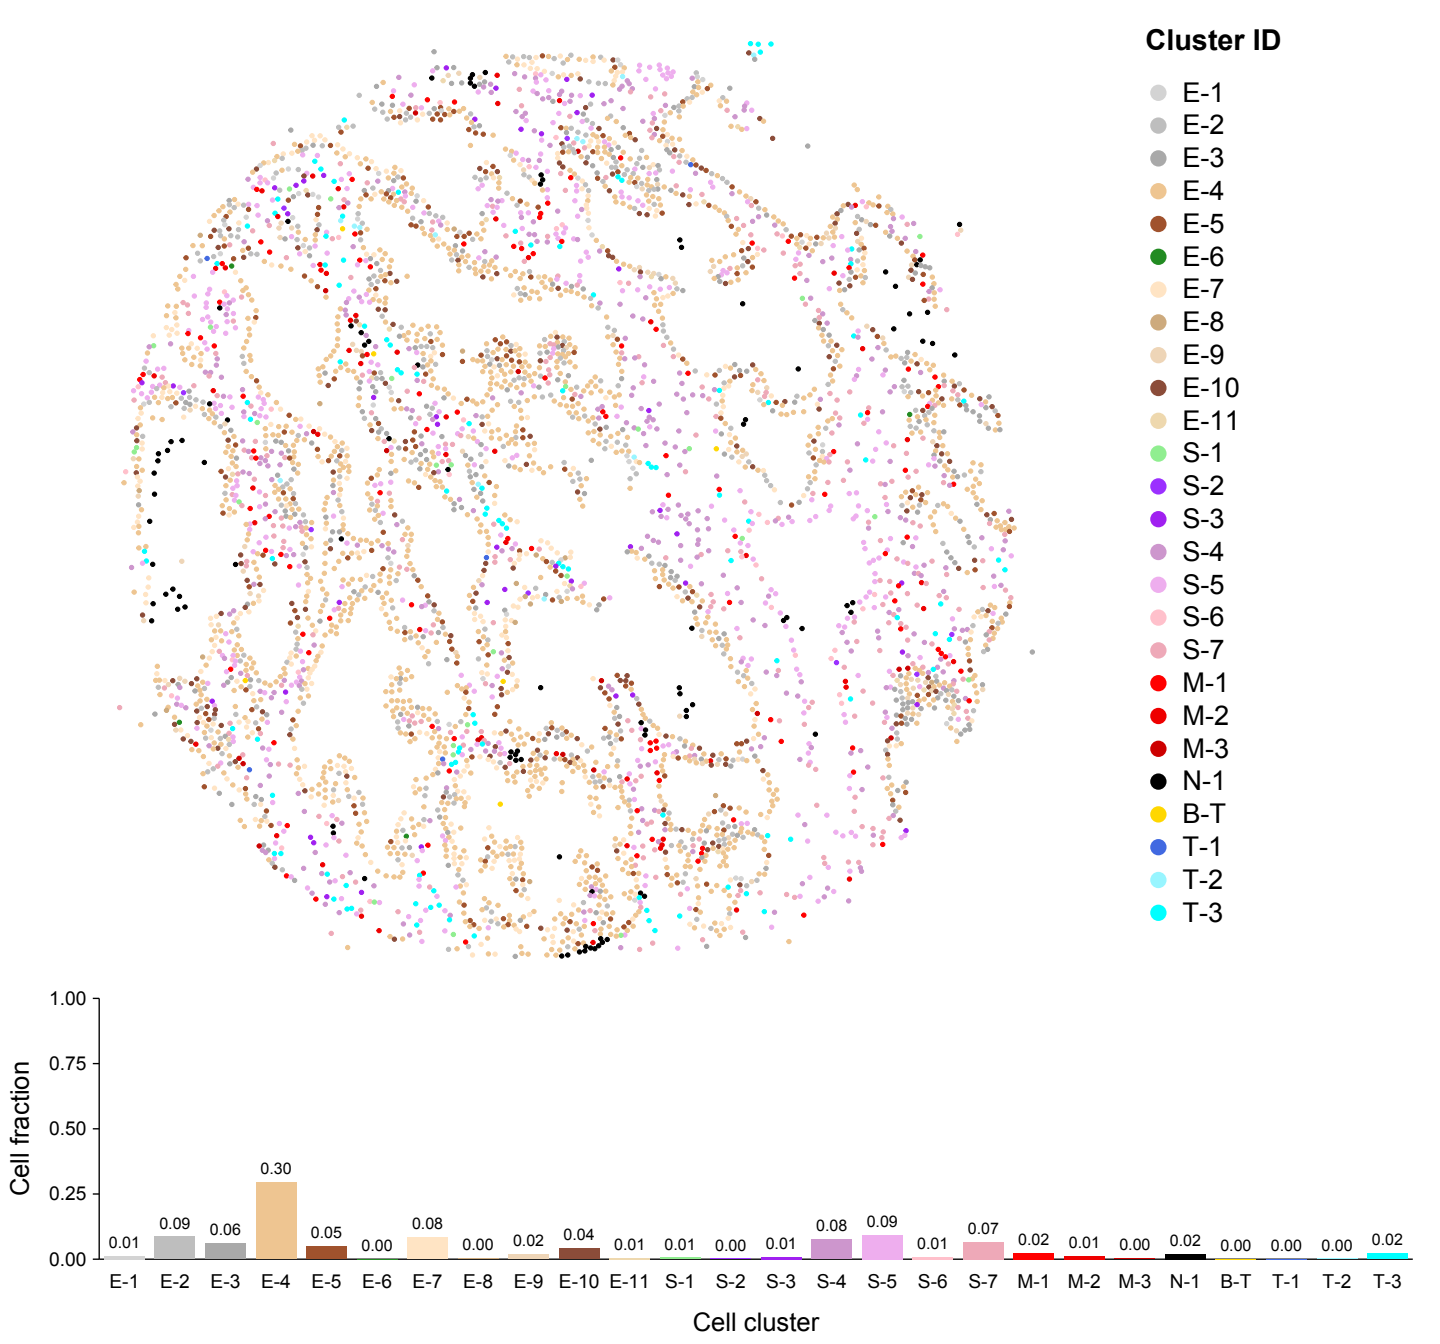 Cluster ID
E-1
E-2
E-3
E-4
E-5
E-6
E-7
E-8
E-9
E-10
E-11
S-1
S-2
S-3
S-4
S-5
S-6
S-7
M-1
M-2
M-3
N-1
B-T
T-1
T-2
T-3
Cell fraction
1.00
0.75
0.50
0.25
0.00
0.01 0.09 0.06 0.30 0.05 0.00 0.08 0.00 0.02 0.04 0.01 0.01 0.00 0.01 0.08 0.09 0.01 0.07 0.02 0.01 0.00 0.02 0.00 0.00 0.00 0.02
E-1 E-2 E-3 E-4 E-5 E-6 E-7 E-8 E-9 E-10 E-11 S-1 S-2 S-3 S-4 S-5 S-6 S-7 M-1 M-2 M-3 N-1 B-T T-1 T-2 T-3
Cell cluster